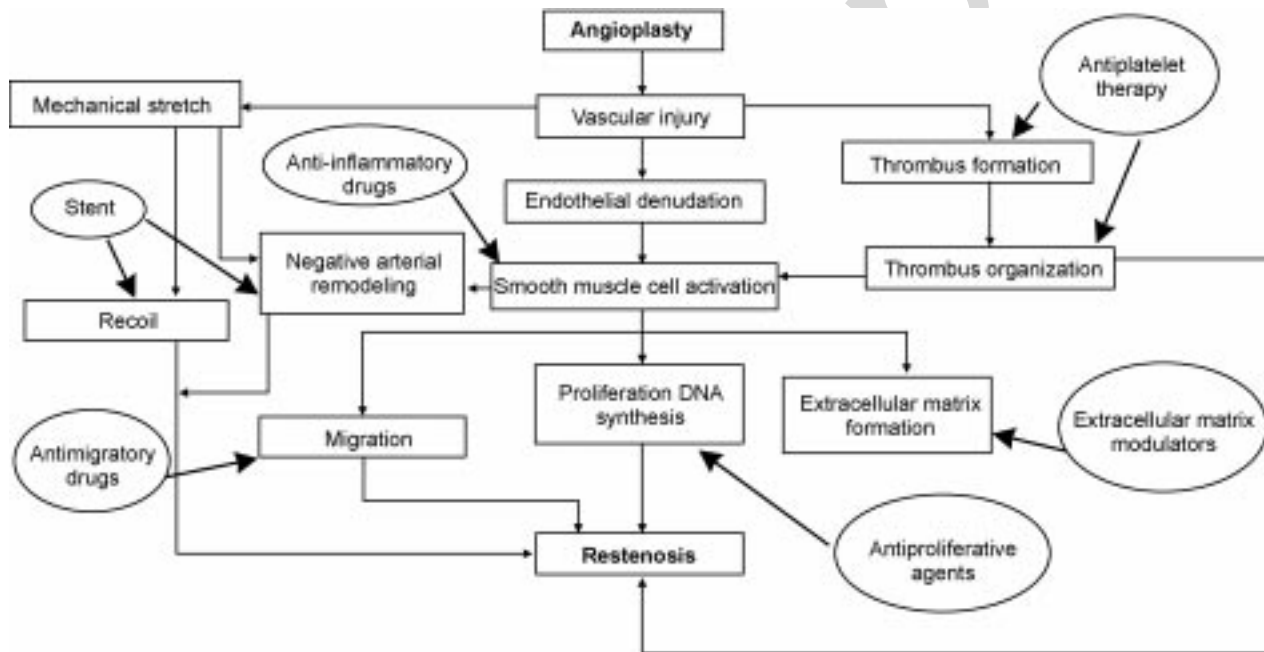 Angioplasty
Antiplatelet
therapy
Mechanical stretch
Vascular injury
Anti-inflammatory
drugs
Thrombus formation
Stent
Endothelial denudation
Negative arterial
remodeling
Smooth muscle cell activation
Thrombus organization
Recoil
Proliferation DNA
synthesis
Extracellular matrix
formation
Extracellular matrix
modulators
Migration
Antimigratory
drugs
Restenosis
Antiproliferative
agents